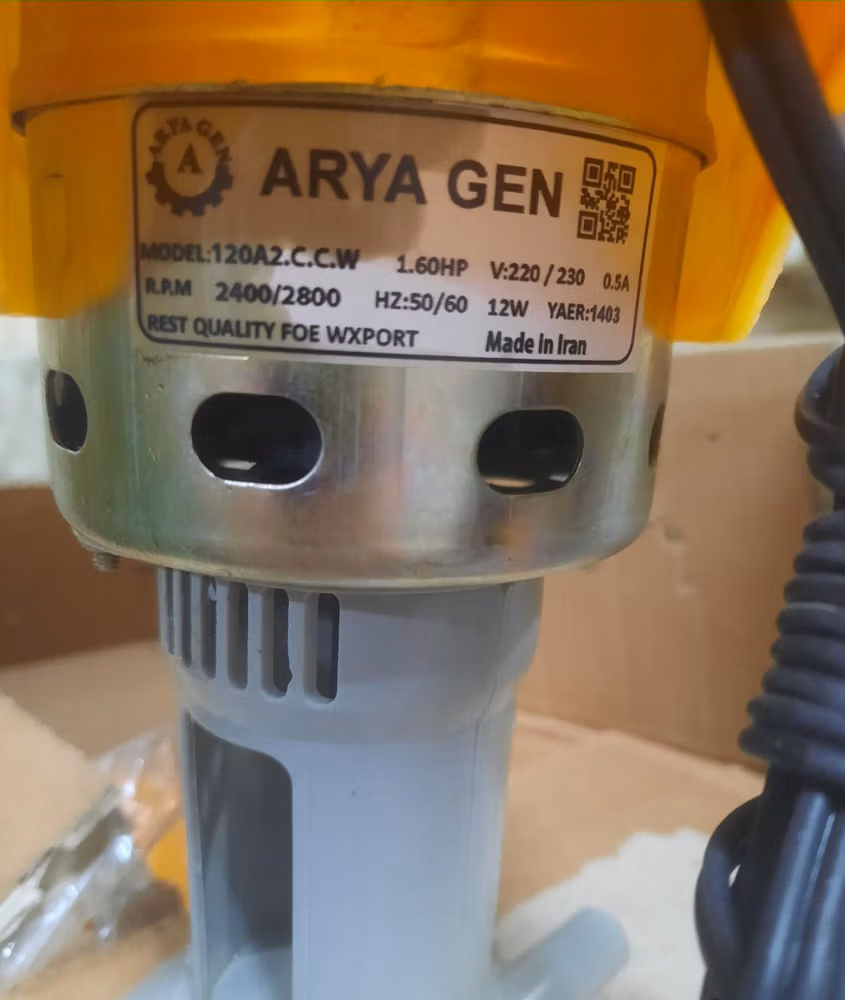 ARYA GEN
A
ARYA GEN
MODEL:120A2.C.C.W 1.60HP V:220 / 230 0.5A
R.P.M 2400/2800 HZ:50/60 12W YAER:1403
REST QUALITY FOE WXPORT Made in Iran